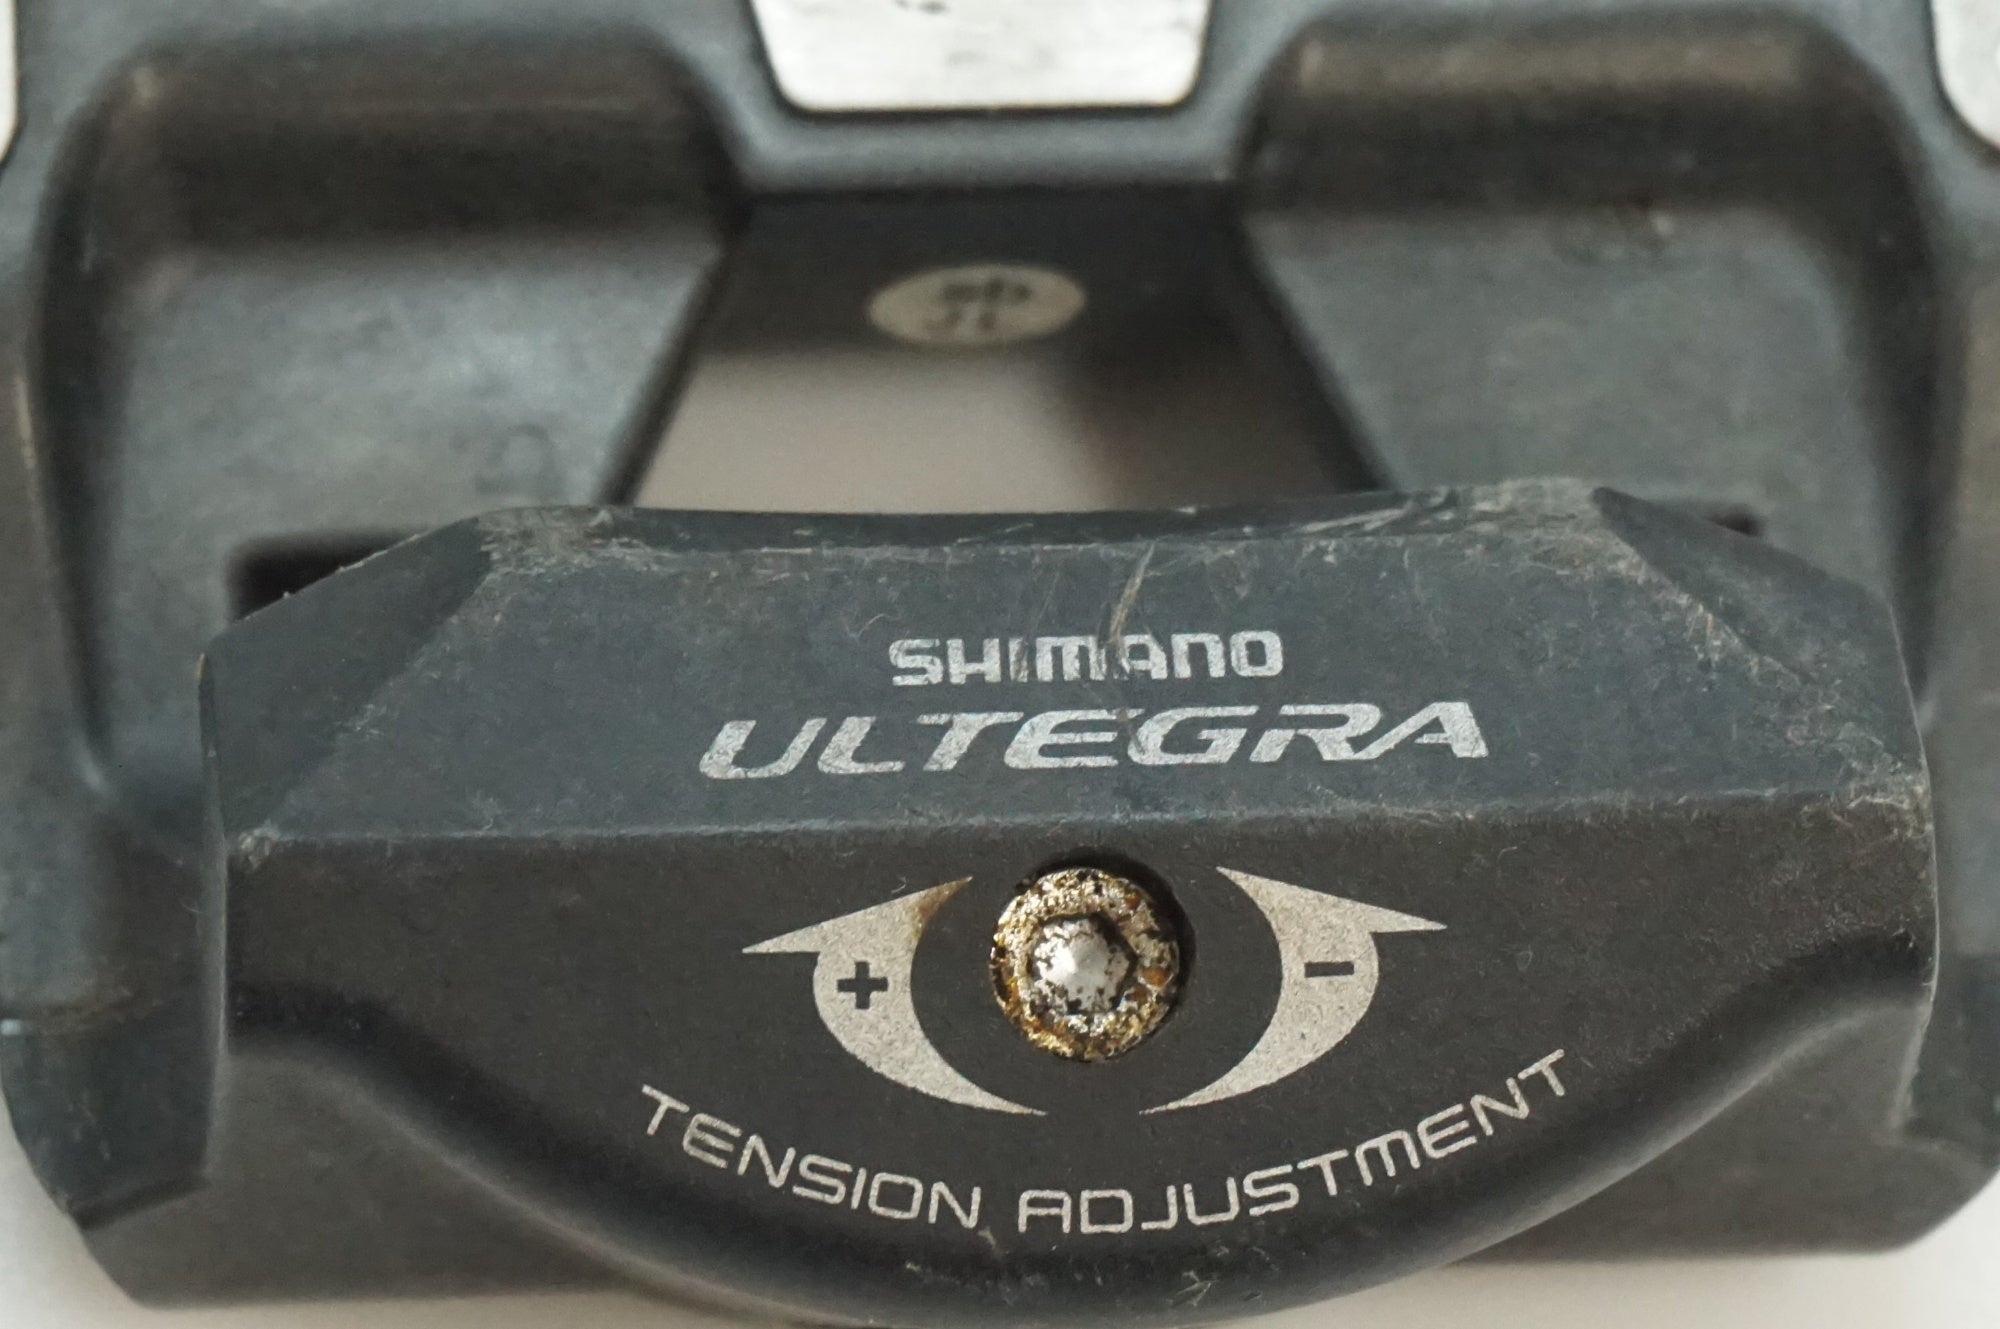 SHIMANO
ULTEGRA
+ -
TENSION ADJUSTMENT